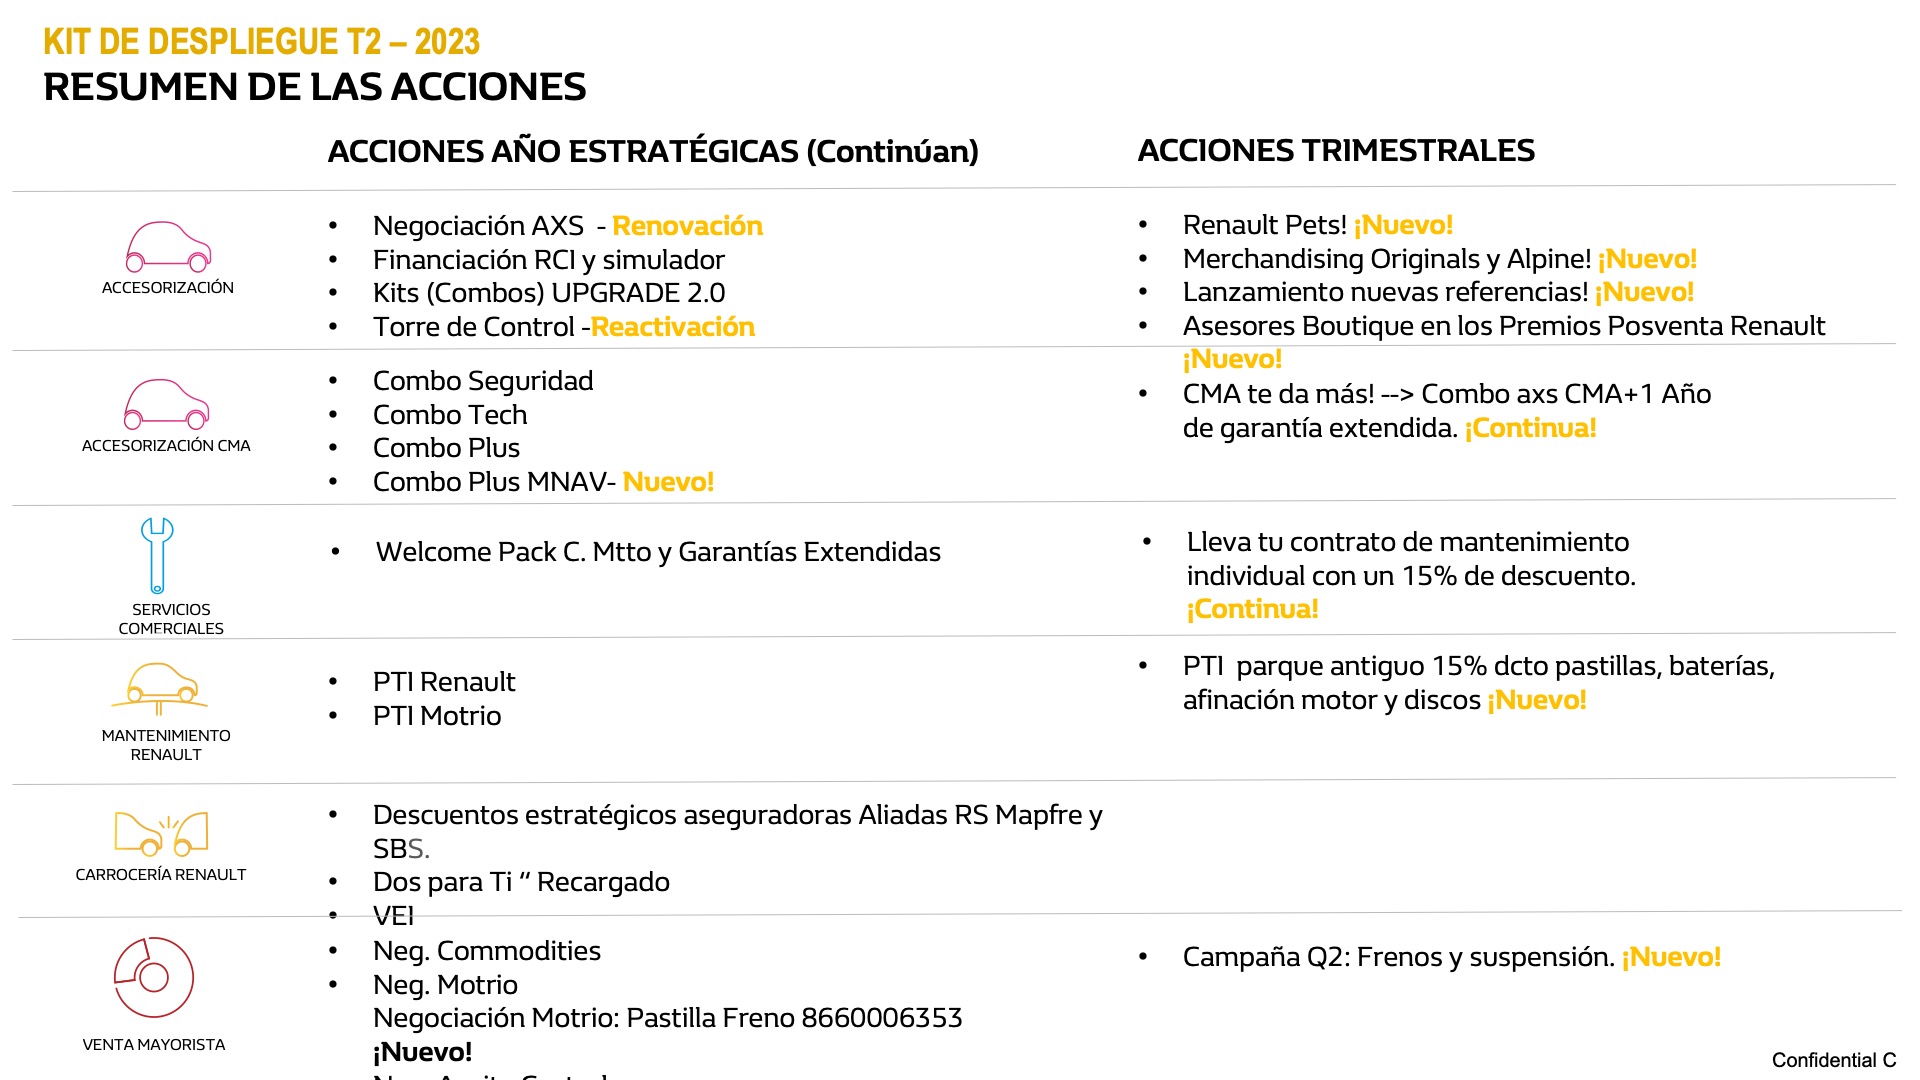 KIT DE DESPLIEGUE T2 – 2023
RESUMEN DE LAS ACCIONES
ACCIONES AÑO ESTRATÉGICAS (Continúan)
ACCIONES TRIMESTRALES
ACCESORIZACIÓN
• Negociación AXS - Renovación
• Financiación RCI y simulador
• Kits (Combos) UPGRADE 2.0
• Torre de Control -Reactivación
• Renault Pets! ¡Nuevo!
• Merchandising Originals y Alpine! ¡Nuevo!
• Lanzamiento nuevas referencias! ¡Nuevo!
• Asesores Boutique en los Premios Posventa Renault
¡Nuevo!
ACCESORIZACIÓN CMA
• Combo Seguridad
• Combo Tech
• Combo Plus
• Combo Plus MNAV- Nuevo!
• CMA te da más! --> Combo axs CMA+1 Año
de garantía extendida. ¡Continua!
SERVICIOS
COMERCIALES
• Welcome Pack C. Mtto y Garantías Extendidas
• Lleva tu contrato de mantenimiento
individual con un 15% de descuento.
¡Continua!
MANTENIMIENTO
RENAULT
• PTI Renault
• PTI Motrio
• PTI parque antiguo 15% dcto pastillas, baterías,
afinación motor y discos ¡Nuevo!
CARROCERÍA RENAULT
• Descuentos estratégicos aseguradoras Aliadas RS Mapfre y
SBS.
• Dos para Ti “ Recargado
• VEI
VENTA MAYORISTA
• Neg. Commodities
• Neg. Motrio
Negociación Motrio: Pastilla Freno 8660006353
¡Nuevo!
• Campaña Q2: Frenos y suspensión. ¡Nuevo!
Confidential C